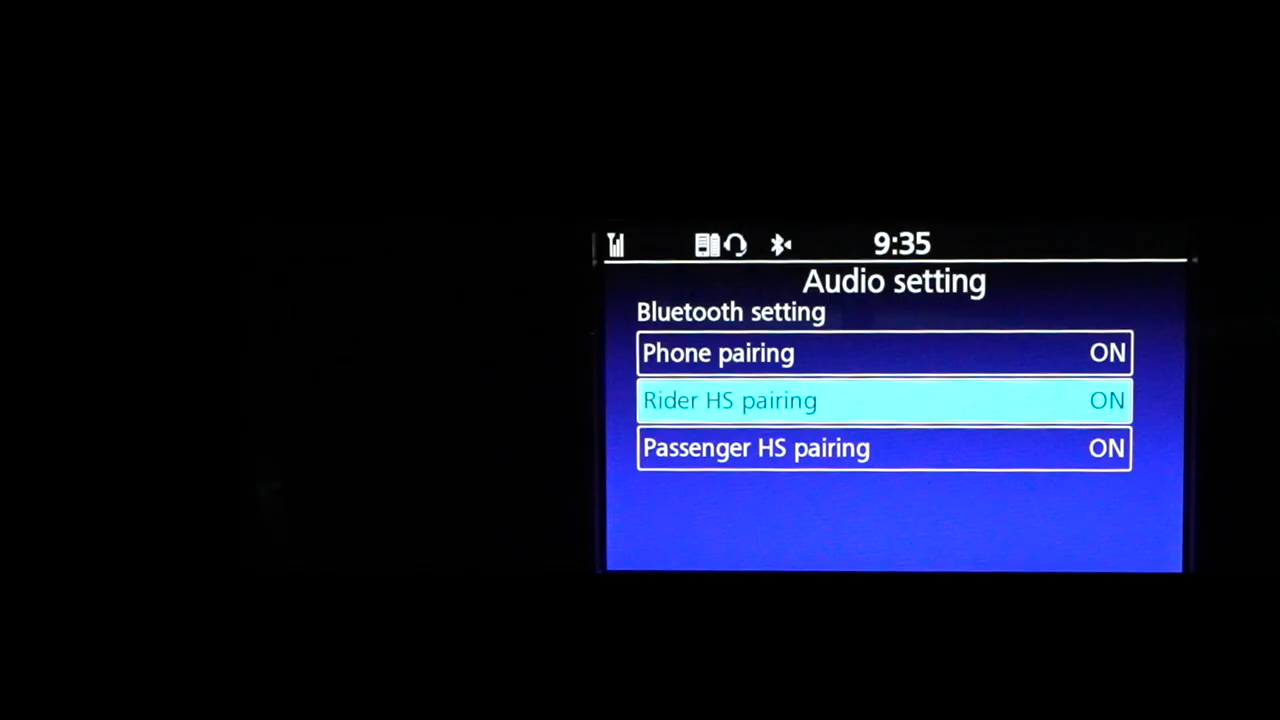 9:35
Audio setting
Bluetooth setting
Phone pairing ON
Rider HS pairing ON
Passenger HS pairing ON